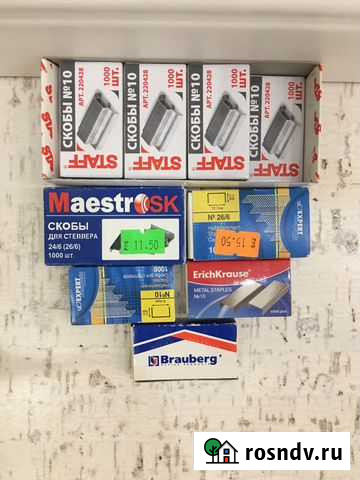 СКОБЫ №10
АРТ. 220428
1000 ШТ.
STAFF
СКОБЫ №10
АРТ. 220428
1000 ШТ.
STAFF
СКОБЫ №10
АРТ. 220428
1000 ШТ.
STAFF
СКОБЫ №10
АРТ. 220428
1000 ШТ.
STAFF
MaestroSK
СКОБЫ
ДЛЯ СТЕПЛЕРА
24/6 (26/6)
1000 шт.
11.50
№ 26/6
15.50
EXPERT
1000
№10
EXPERT
ErichKrause
METAL STAPLES
№10
Brauberg
rosndv.ru